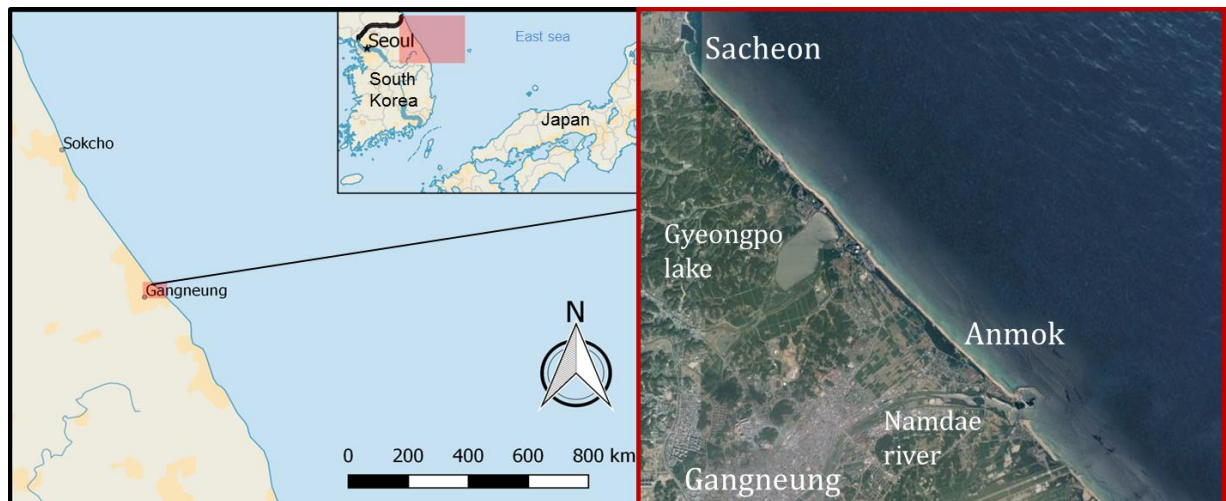 Seoul
East sea
South
Korea
Japan
Sokcho
Gangneung
N
0 200 400 600 800 km
Sacheon
Gyeongpo
lake
Anmok
Namdae
river
Gangneung